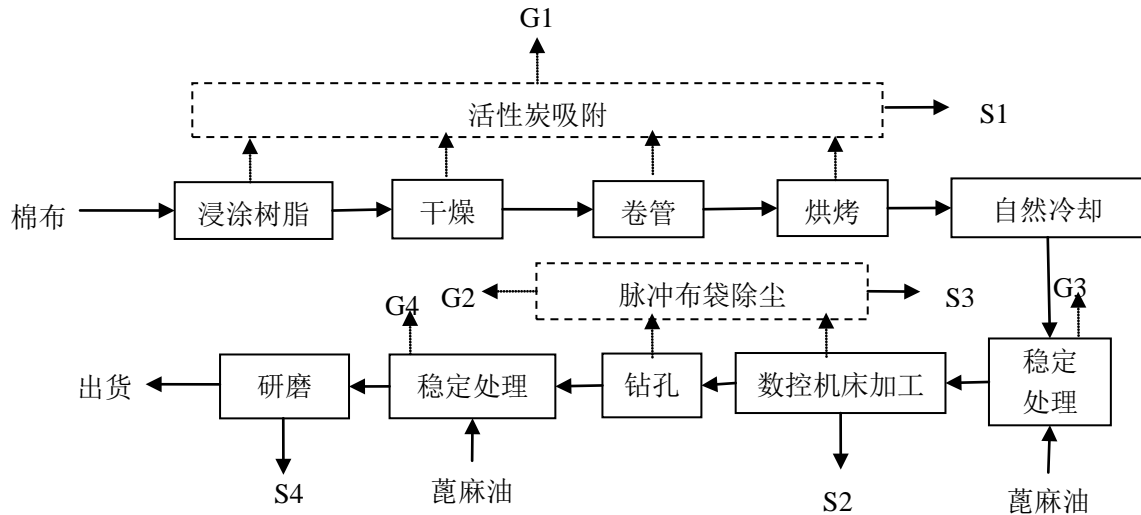 G1
活性炭吸附
S1
棉布
浸涂树脂
干燥
卷管
烘烤
自然冷却
G2
脉冲布袋除尘
S3
G4
G3
出货
研磨
稳定处理
钻孔
数控机床加工
稳定
处理
S4
蓖麻油
S2
蓖麻油